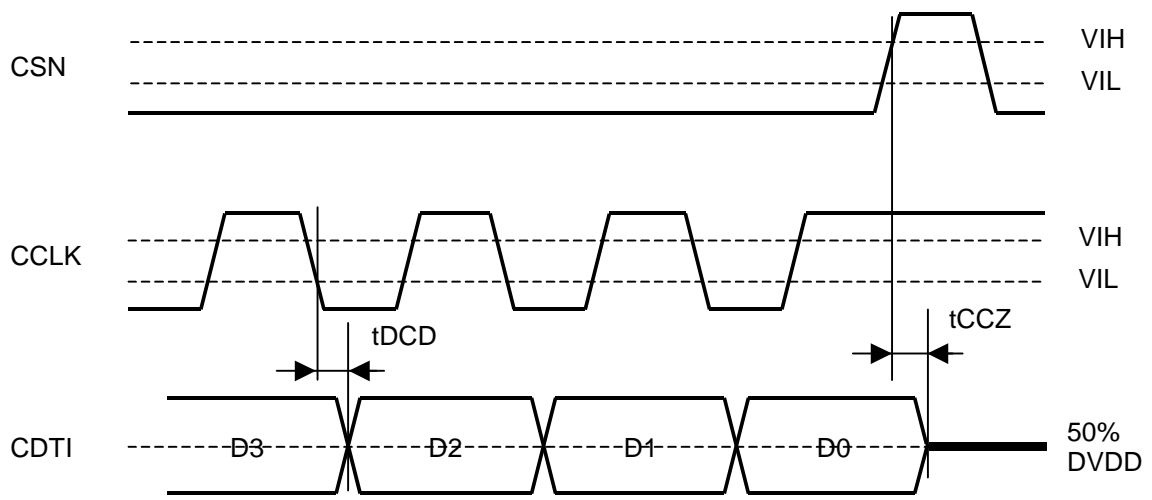 CSN
VIH
VIL
CCLK
VIH
VIL
tDCD
tCCZ
CDTI
D3
D2
D1
D0
50%
DVDD